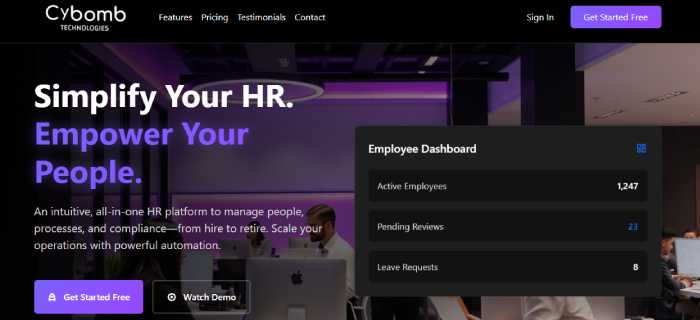 Cybomb
TECHNOLOGIES
Features Pricing Testimonials Contact
Sign In
Get Started Free
Simplify Your HR.
Empower Your
People.
An intuitive, all-in-one HR platform to manage people,
processes, and compliance—from hire to retire. Scale your
operations with powerful automation.
Get Started Free
Watch Demo
Employee Dashboard
Active Employees 1,247
Pending Reviews 23
Leave Requests 8